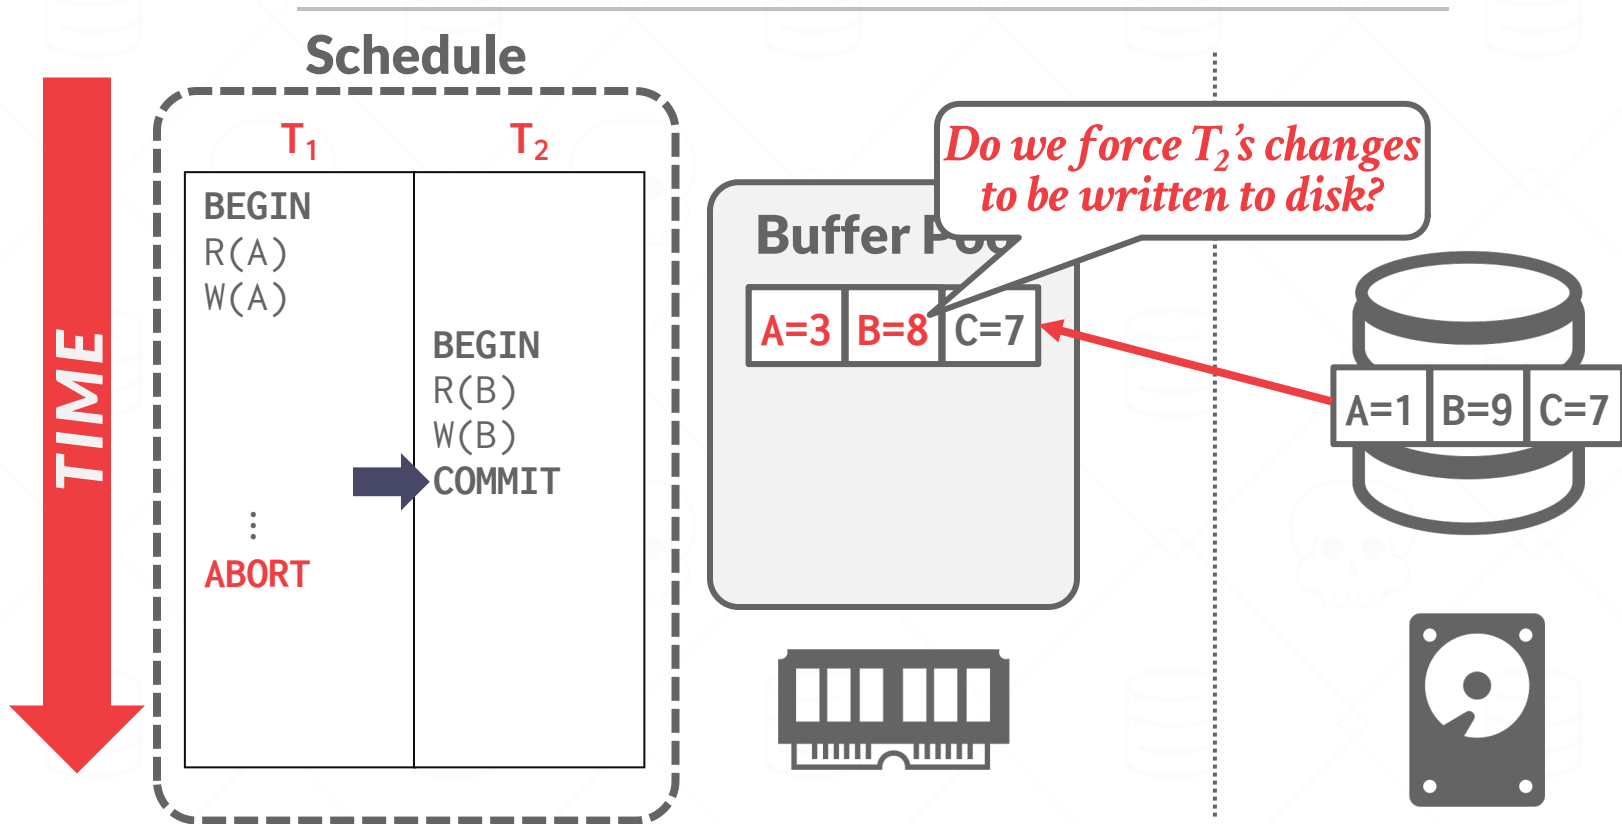 Schedule
TIME
T₁ T₂
BEGIN
R(A)
W(A)
BEGIN
R(B)
W(B)
COMMIT
⋮
ABORT
Do we force T₂’s changes
to be written to disk?
Buffer
A=3 B=8 C=7
A=1 B=9 C=7